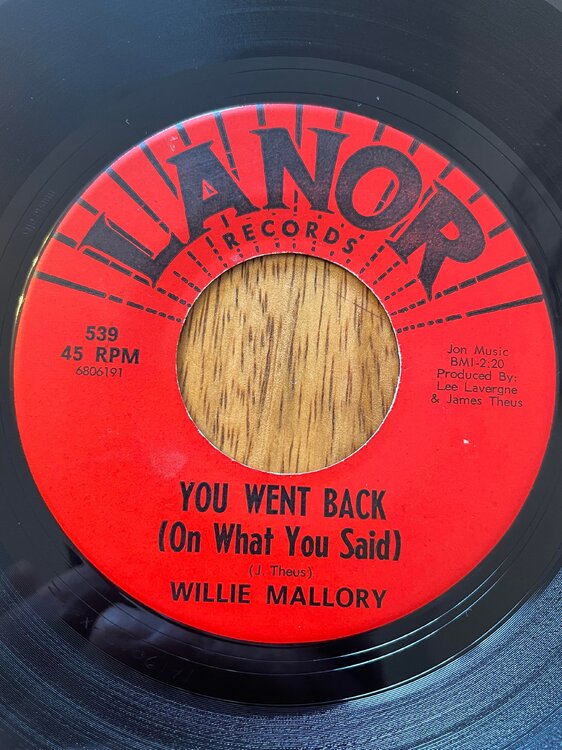 LANOR
RECORDS
539
45 RPM
6806191
Jon Music
BMI-2:20
Produced By:
Lee Lavergne
& James Theus
YOU WENT BACK
(On What You Said)
(J. Theus)
WILLIE MALLORY